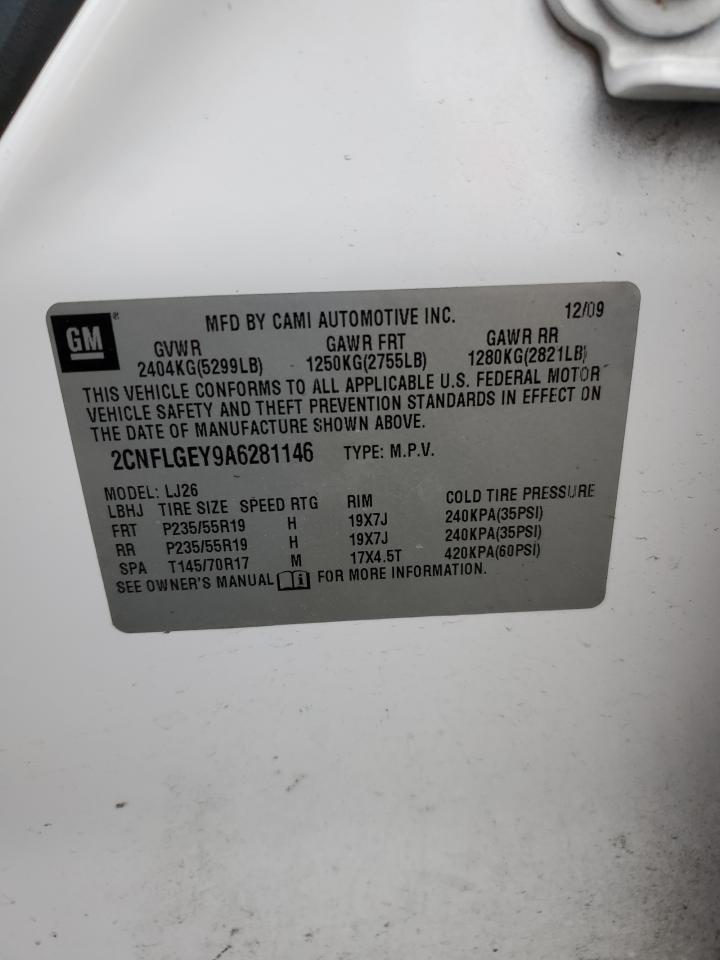 GM ® MFD BY CAMI AUTOMOTIVE INC. 12/09
GVWR GAWR FRT GAWR RR
2404KG(5299LB) 1250KG(2755LB) 1280KG(2821LB)
THIS VEHICLE CONFORMS TO ALL APPLICABLE U.S. FEDERAL MOTOR
VEHICLE SAFETY AND THEFT PREVENTION STANDARDS IN EFFECT ON
THE DATE OF MANUFACTURE SHOWN ABOVE.
2CNFLGEY9A6281146 TYPE: M.P.V.
MODEL: LJ26
LBHJ TIRE SIZE SPEED RTG RIM COLD TIRE PRESSURE
FRT P235/55R19 H 19X7J 240KPA(35PSI)
RR P235/55R19 H 19X7J 240KPA(35PSI)
SPA T145/70R17 M 17X4.5T 420KPA(60PSI)
SEE OWNER'S MANUAL FOR MORE INFORMATION.